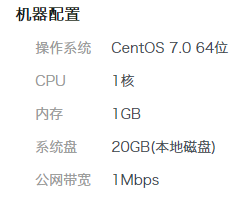 机器配置
操作系统 CentOS 7.0 64位
CPU 1核
内存 1GB
系统盘 20GB(本地磁盘)
公网带宽 1Mbps